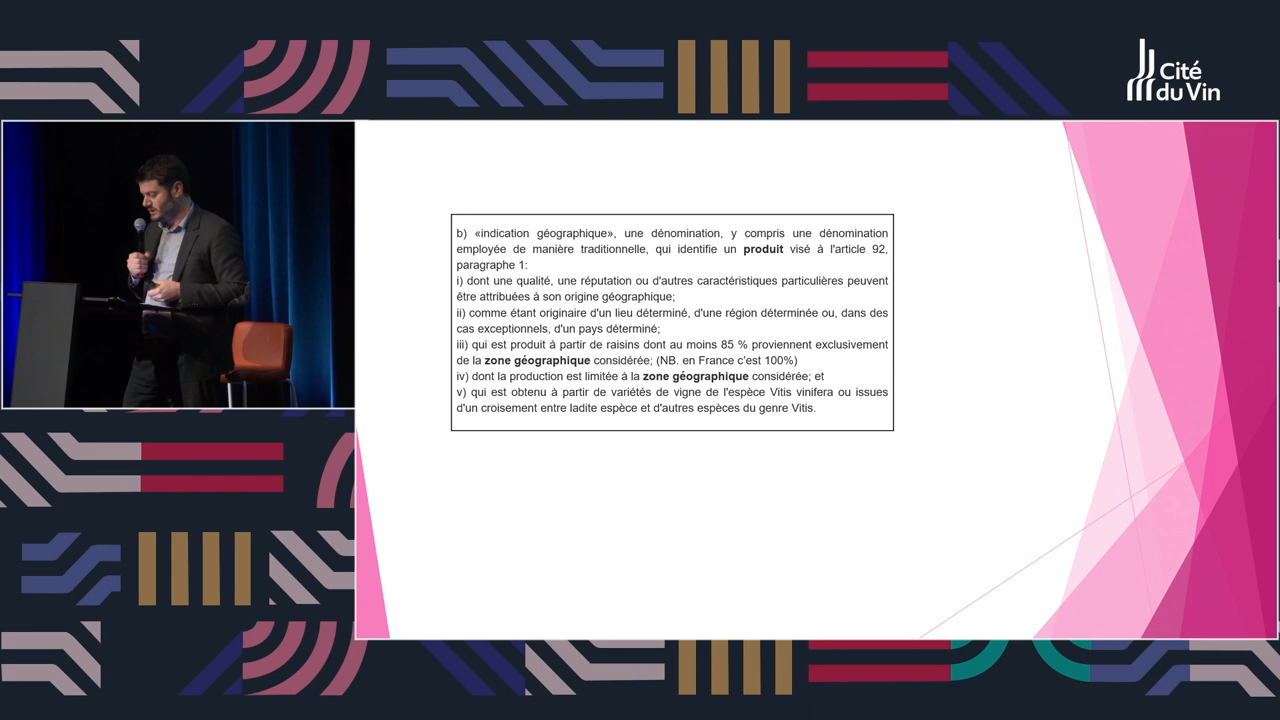 Cité
du Vin
b) «indication géographique», une dénomination, y compris une dénomination
employée de manière traditionnelle, qui identifie un produit visé à l'article 92,
paragraphe 1:
i) dont une qualité, une réputation ou d'autres caractéristiques particulières peuvent
être attribuées à son origine géographique;
ii) comme étant originaire d'un lieu déterminé, d'une région déterminée ou, dans des
cas exceptionnels, d'un pays déterminé;
iii) qui est produit à partir de raisins dont au moins 85 % proviennent exclusivement
de la zone géographique considérée; (NB. en France c'est 100%)
iv) dont la production est limitée à la zone géographique considérée; et
v) qui est obtenu à partir de variétés de vigne de l'espèce Vitis vinifera ou issues
d'un croisement entre ladite espèce et d'autres espèces du genre Vitis.